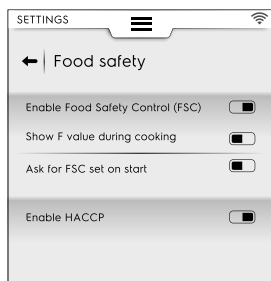 SETTINGS
Food safety
Enable Food Safety Control (FSC)
Show F value during cooking
Ask for FSC set on start
Enable HACCP